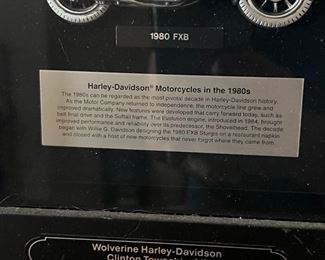 1980 FXB
Harley-Davidson® Motorcycles in the 1980s
The 1980s can be regarded as the most pivotal decade in Harley-Davidson history.
As the Motor Company returned to independence, the motorcycle line grew and
improved dramatically. New features were developed that carry forward today, such as
belt final drive and the Softail frame. The Evolution engine, introduced in 1984, brought
improved performance and reliability over its predecessor, the Shovelhead. The decade
began with Willie G. Davidson designing the 1980 FXB Sturgis on a restaurant napkin
and closed with a host of new motorcycles that never forgot where they came from.
Wolverine Harley-Davidson
Clinton Township